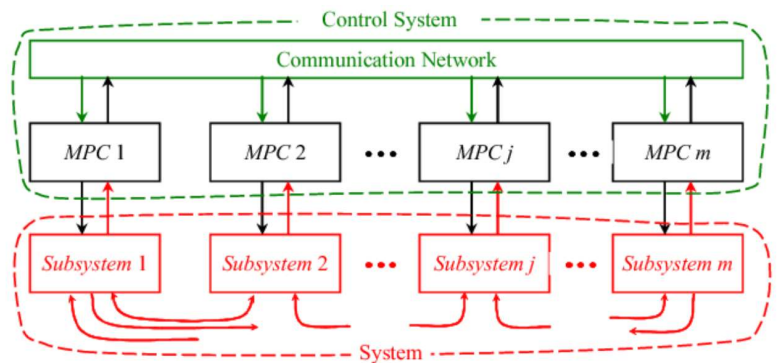 Control System
Communication Network
MPC 1 MPC 2 ••• MPC j ••• MPC m
Subsystem 1 Subsystem 2 ••• Subsystem j ••• Subsystem m
System